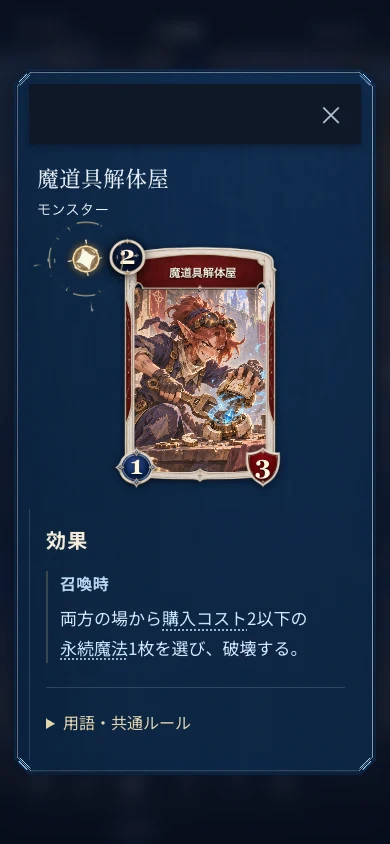 魔道具解体屋
モンスター
2
魔道具解体屋
1
3
効果
召喚時
両方の場から購入コスト2以下の
永続魔法1枚を選び、破壊する。
▶ 用語・共通ルール